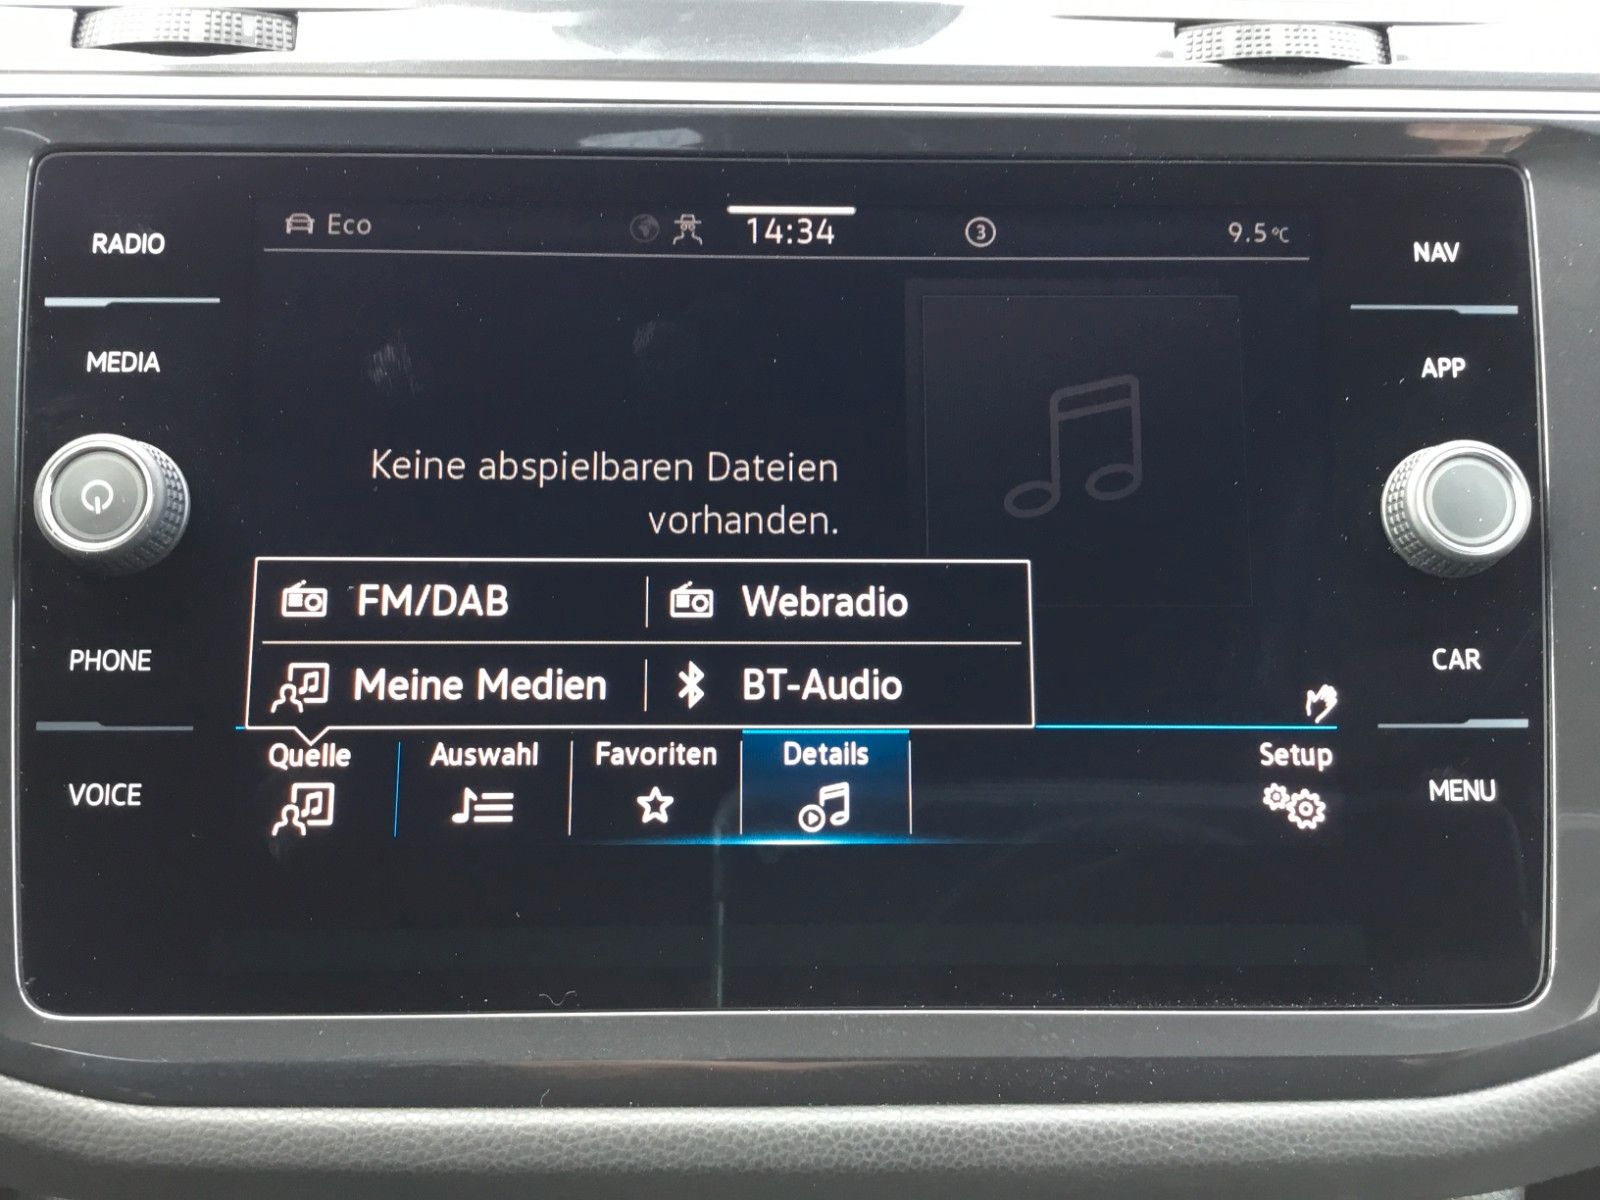 RADIO
MEDIA
PHONE
VOICE
Eco
14:34
3
9.5°C
Keine abspielbaren Dateien
vorhanden.
FM/DAB
Webradio
Meine Medien
BT-Audio
Quelle
Auswahl
Favoriten
Details
Setup
NAV
APP
CAR
MENU